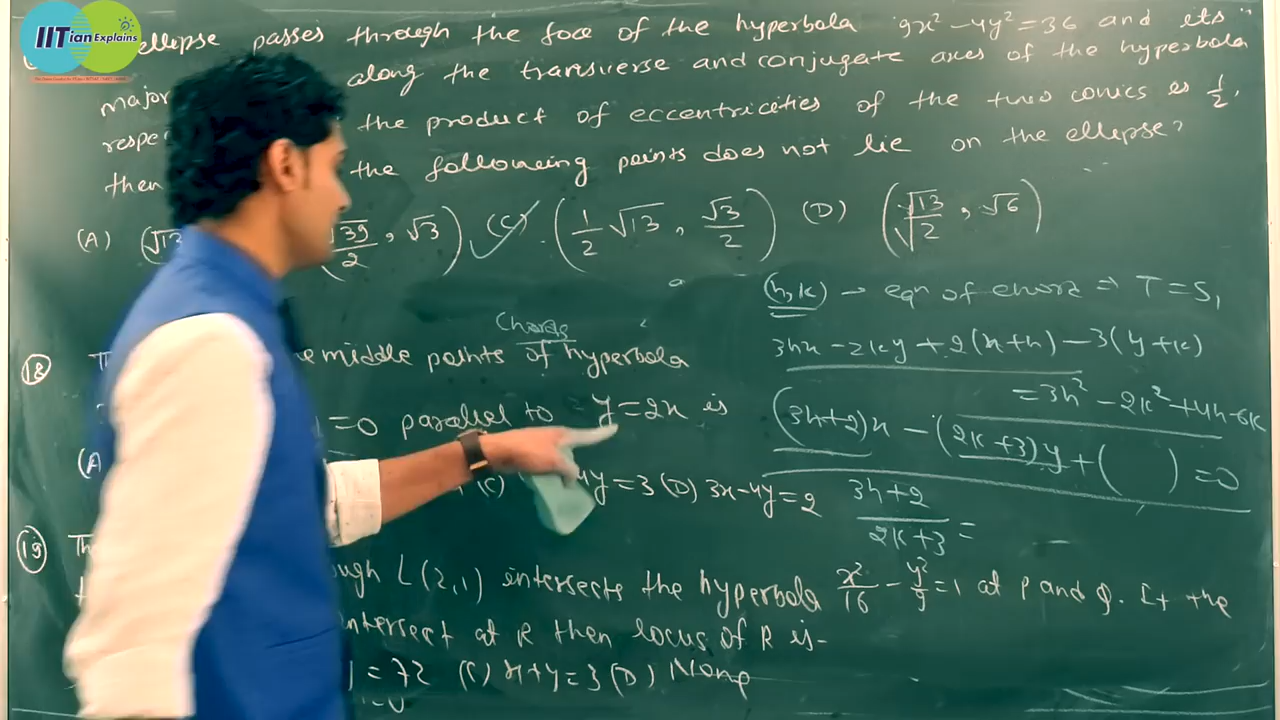 IITian Explains
ellipse passes through the foce of the hyperbola 9x² - 4y² = 36 and its
major along the transverse and conjugate axes of the hyperbola
respe the product of eccentricities of the two conics is 1/2.
then the following points does not lie on the ellipse?
(A) (√13 √39/2, √3) (C) (1/2 √13, √3/2) (D) (√13/√2, √6)
(h,k) → eqn of chord ⇒ T = S₁
Chords
3hx - 2ky + 2(x+h) - 3(y+k)
(18) e middle points of hyperbola
= 3h² - 2k² + 4h - 6k
=0 parallel to y = 2x is
(3h+2)x - (2k+3)y + ( ) = 0
(A (C) 4y = 3 (D) 3x - 4y = 2
3h+2/2k+3 =
(19) Th
ugh L(2,1) intersects the hyperbola x²/16 - y²/9 = 1 at P and Q. If the
ntersect at R then locus of R is-
= 72 (C) x+y = 3 (D) None
=0